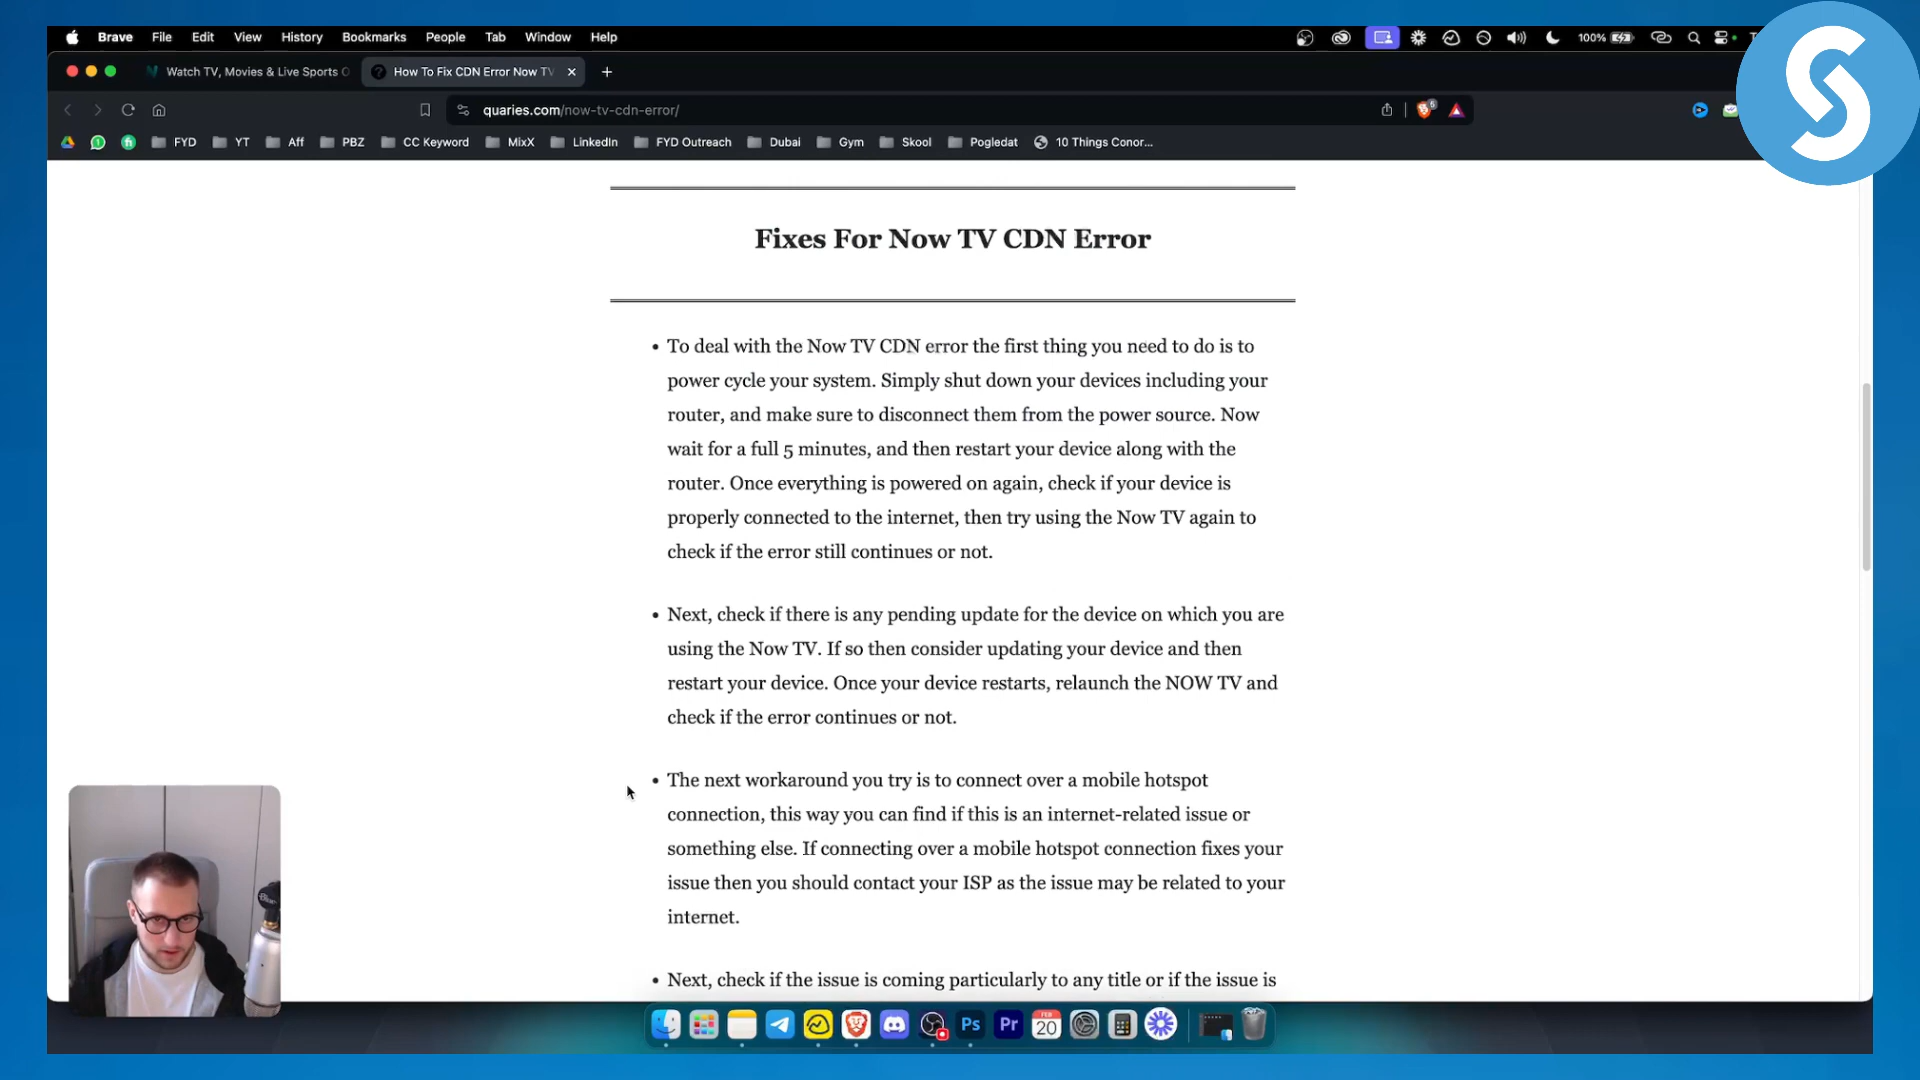 Brave File Edit View History Bookmarks People Tab Window Help 100%
Watch TV, Movies & Live Sports O How To Fix CDN Error Now TV
quaries.com/now-tv-cdn-error/
FYD YT Aff PBZ CC Keyword MixX LinkedIn FYD Outreach Dubai Gym Skool Pogledat 10 Things Conor...
Fixes For Now TV CDN Error
• To deal with the Now TV CDN error the first thing you need to do is to
power cycle your system. Simply shut down your devices including your
router, and make sure to disconnect them from the power source. Now
wait for a full 5 minutes, and then restart your device along with the
router. Once everything is powered on again, check if your device is
properly connected to the internet, then try using the Now TV again to
check if the error still continues or not.
• Next, check if there is any pending update for the device on which you are
using the Now TV. If so then consider updating your device and then
restart your device. Once your device restarts, relaunch the NOW TV and
check if the error continues or not.
• The next workaround you try is to connect over a mobile hotspot
connection, this way you can find if this is an internet-related issue or
something else. If connecting over a mobile hotspot connection fixes your
issue then you should contact your ISP as the issue may be related to your
internet.
• Next, check if the issue is coming particularly to any title or if the issue is
Ps Pr FEB
20